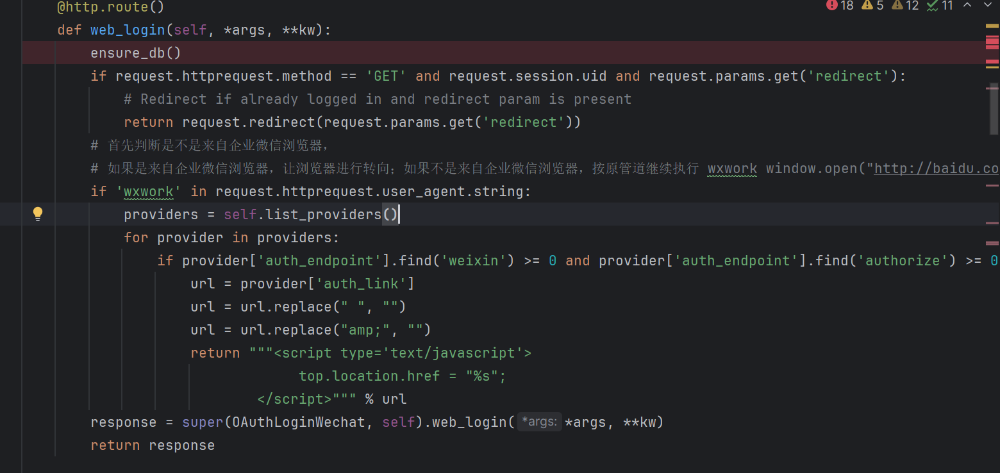 @http.route()
18 5 12 11
def web_login(self, *args, **kw):
ensure_db()
if request.httprequest.method == 'GET' and request.session.uid and request.params.get('redirect'):
# Redirect if already logged in and redirect param is present
return request.redirect(request.params.get('redirect'))
# 首先判断是不是来自企业微信浏览器，
# 如果是来自企业微信浏览器，让浏览器进行转向；如果不是来自企业微信浏览器，按原管道继续执行 wxwork window.open("http://baidu.co
if 'wxwork' in request.httprequest.user_agent.string:
providers = self.list_providers()
for provider in providers:
if provider['auth_endpoint'].find('weixin') >= 0 and provider['auth_endpoint'].find('authorize') >= 0
url = provider['auth_link']
url = url.replace(" ", "")
url = url.replace("amp;", "")
return """<script type='text/javascript'>
top.location.href = "%s";
</script>""" % url
response = super(OAuthLoginWechat, self).web_login(*args: *args, **kw)
return response